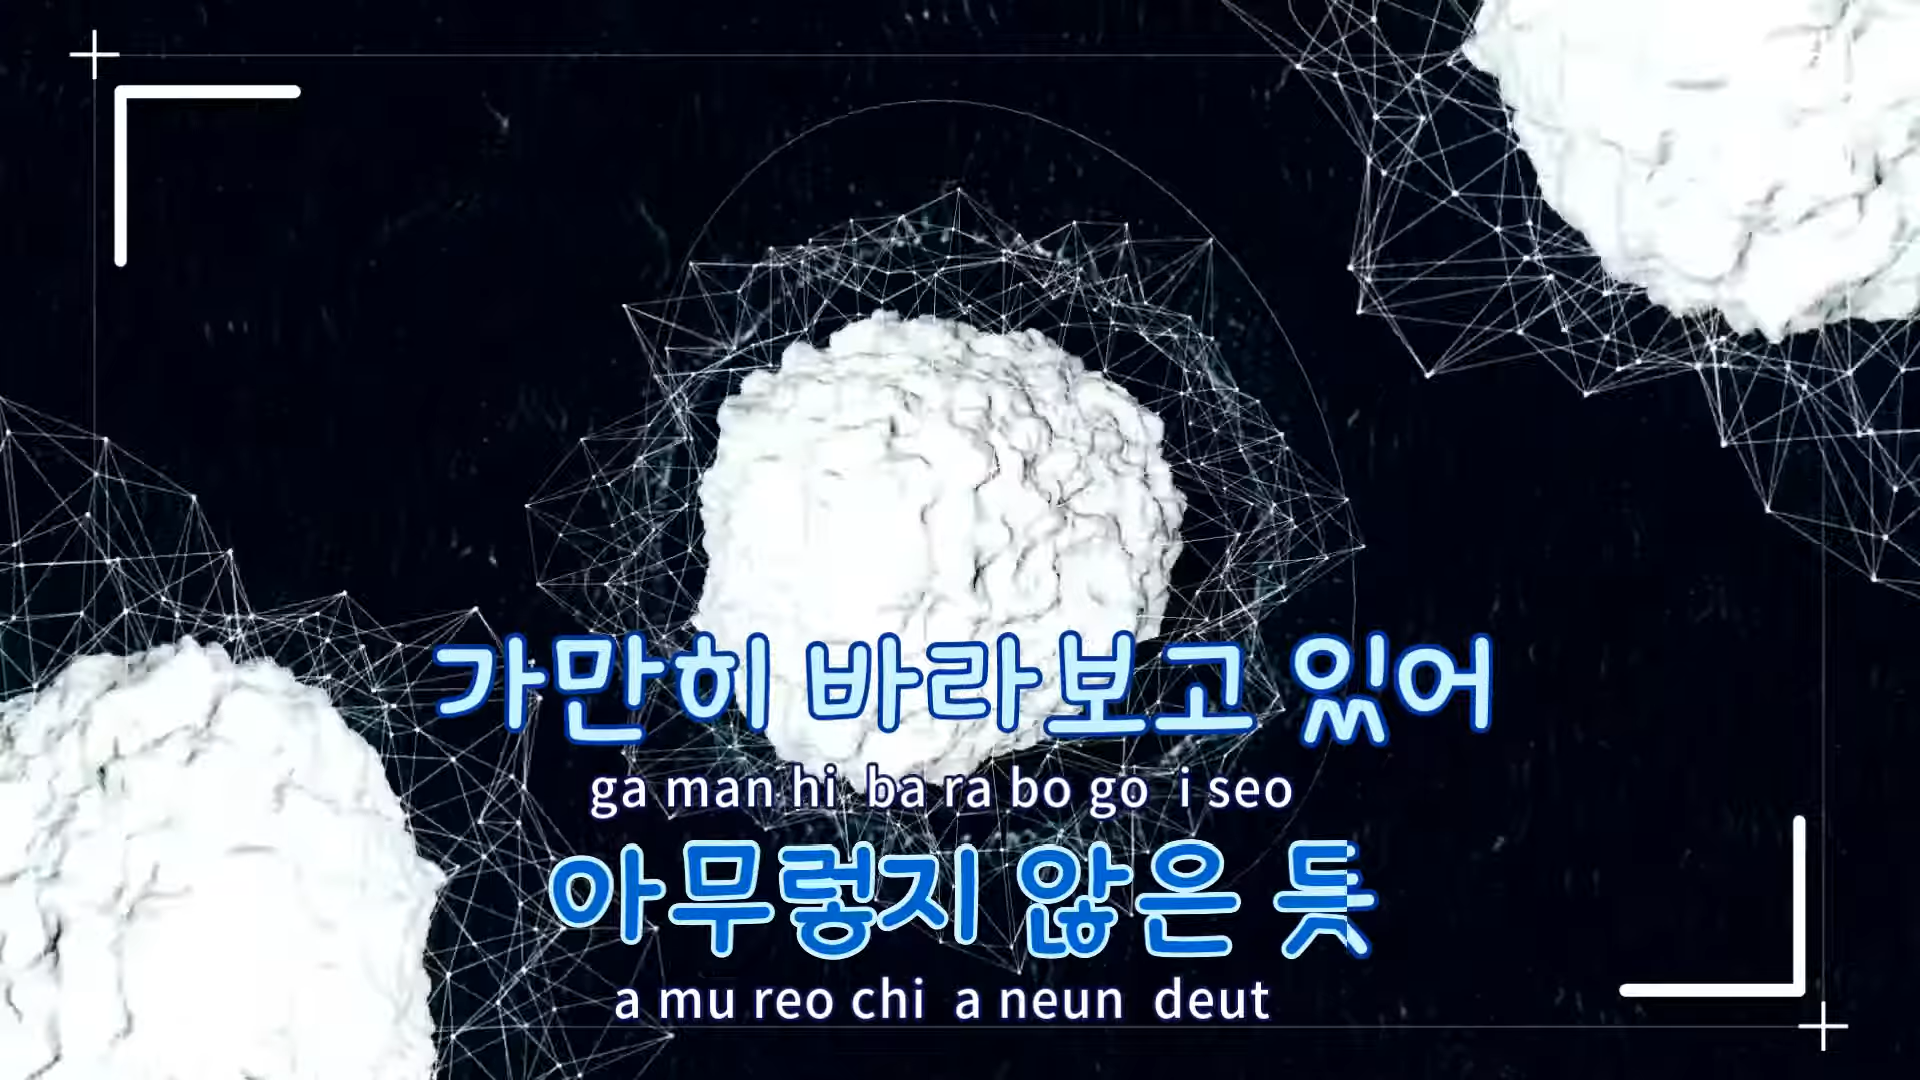 가만히 바라보고 있어
ga man hi ba ra bo go i seo
아무렇지 않은 듯
a mu reo chi a neun deut